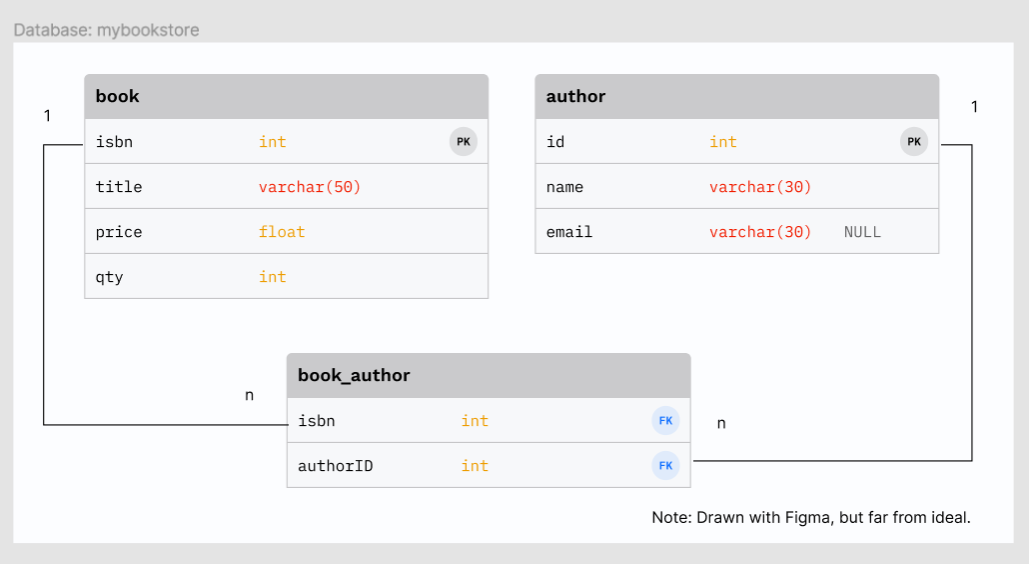 Database: mybookstore
book
isbn int PK
title varchar(50)
price float
qty int
1
author
id int PK
name varchar(30)
email varchar(30) NULL
1
book_author
isbn int FK
authorID int FK
n
n
Note: Drawn with Figma, but far from ideal.